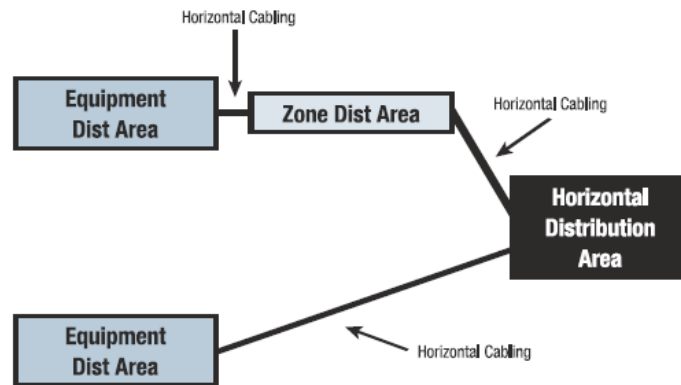 Horizontal Cabling
Equipment
Dist Area
Zone Dist Area
Horizontal Cabling
Horizontal
Distribution
Area
Equipment
Dist Area
Horizontal Cabling